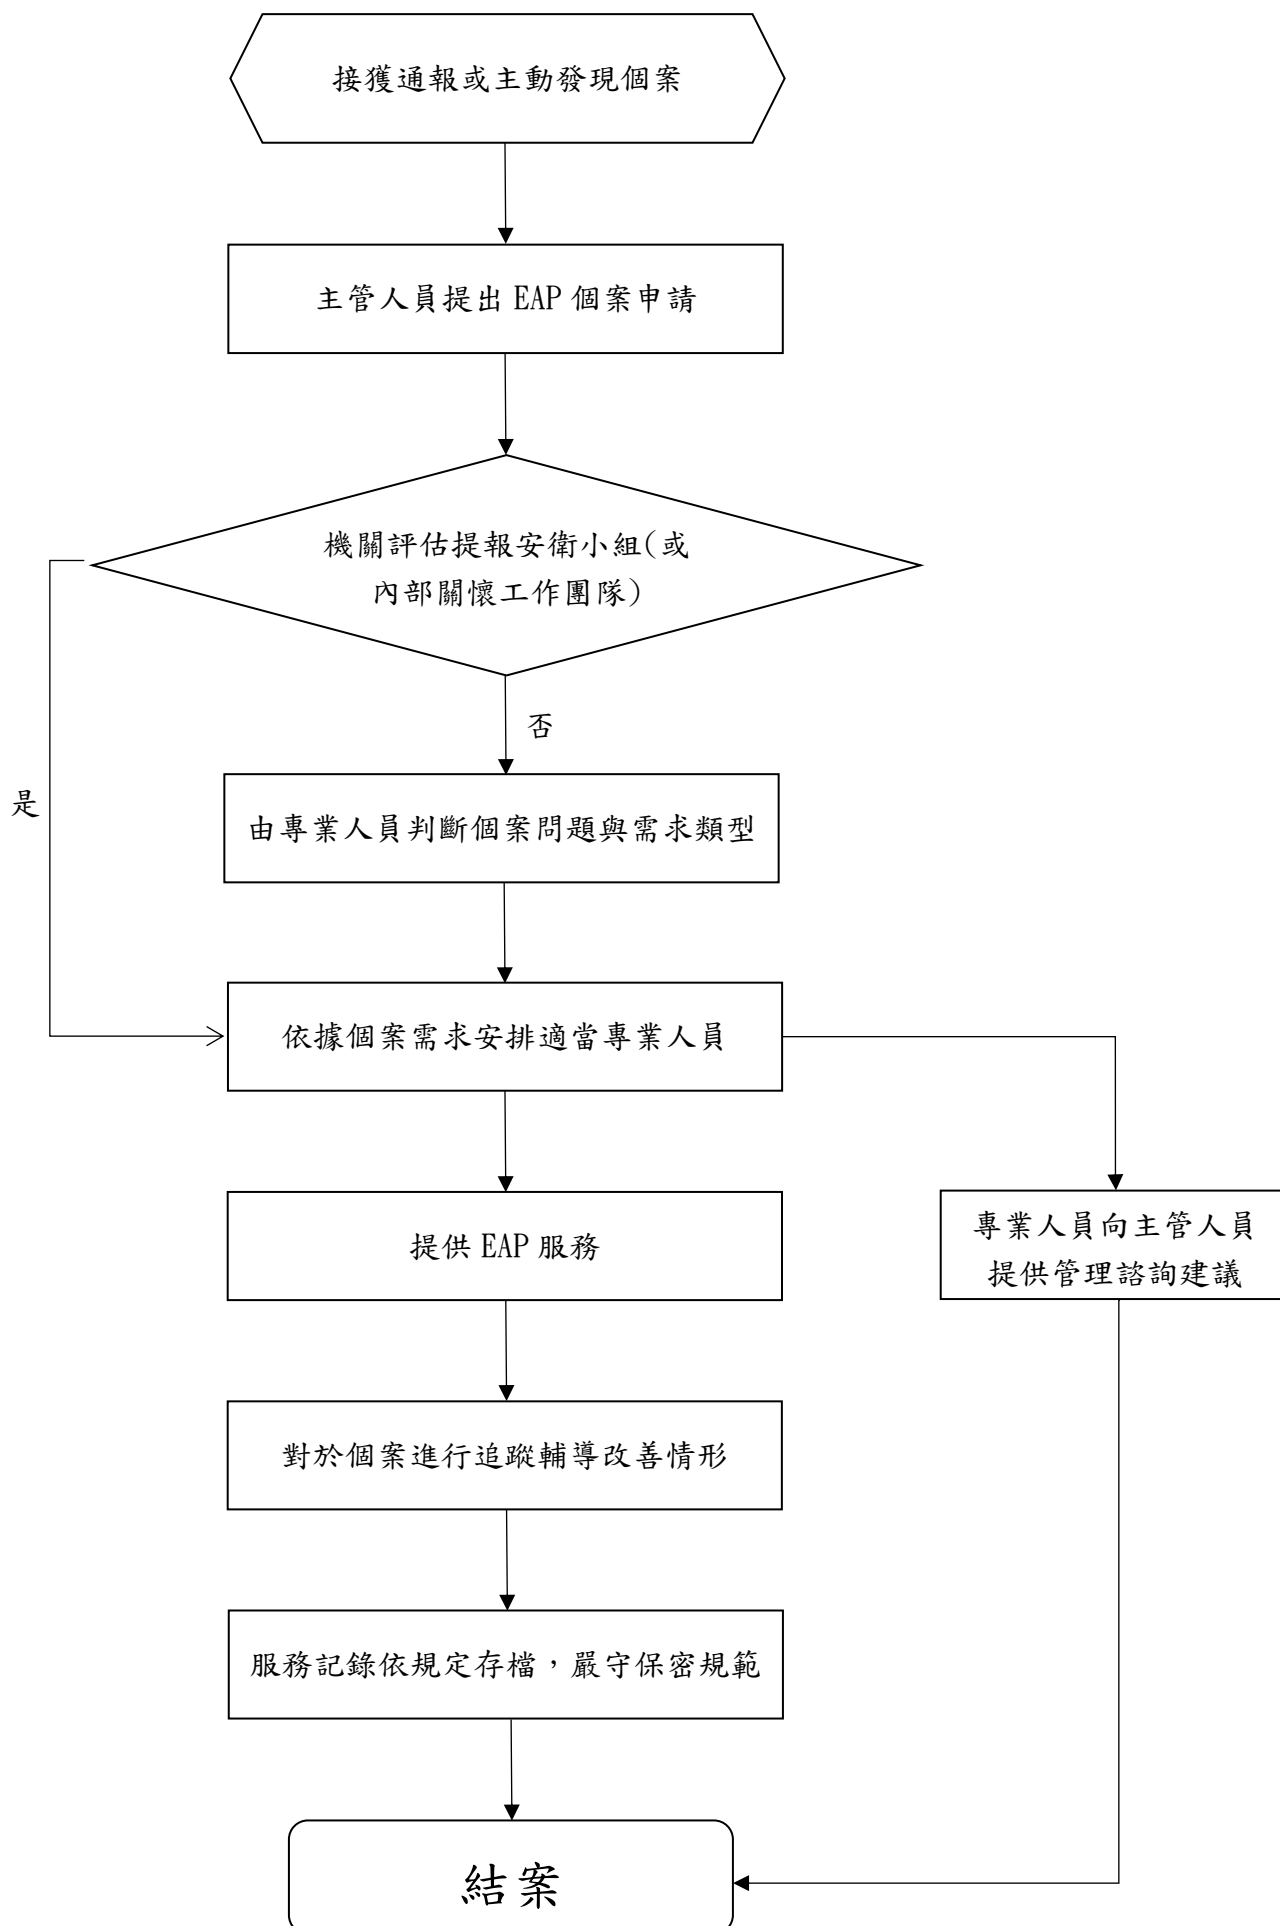 接獲通報或主動發現個案
主管人員提出 EAP 個案申請
機關評估提報安衛小組(或
內部關懷工作團隊)
否
是
由專業人員判斷個案問題與需求類型
依據個案需求安排適當專業人員
提供 EAP 服務
專業人員向主管人員
提供管理諮詢建議
對於個案進行追蹤輔導改善情形
服務記錄依規定存檔，嚴守保密規範
結案